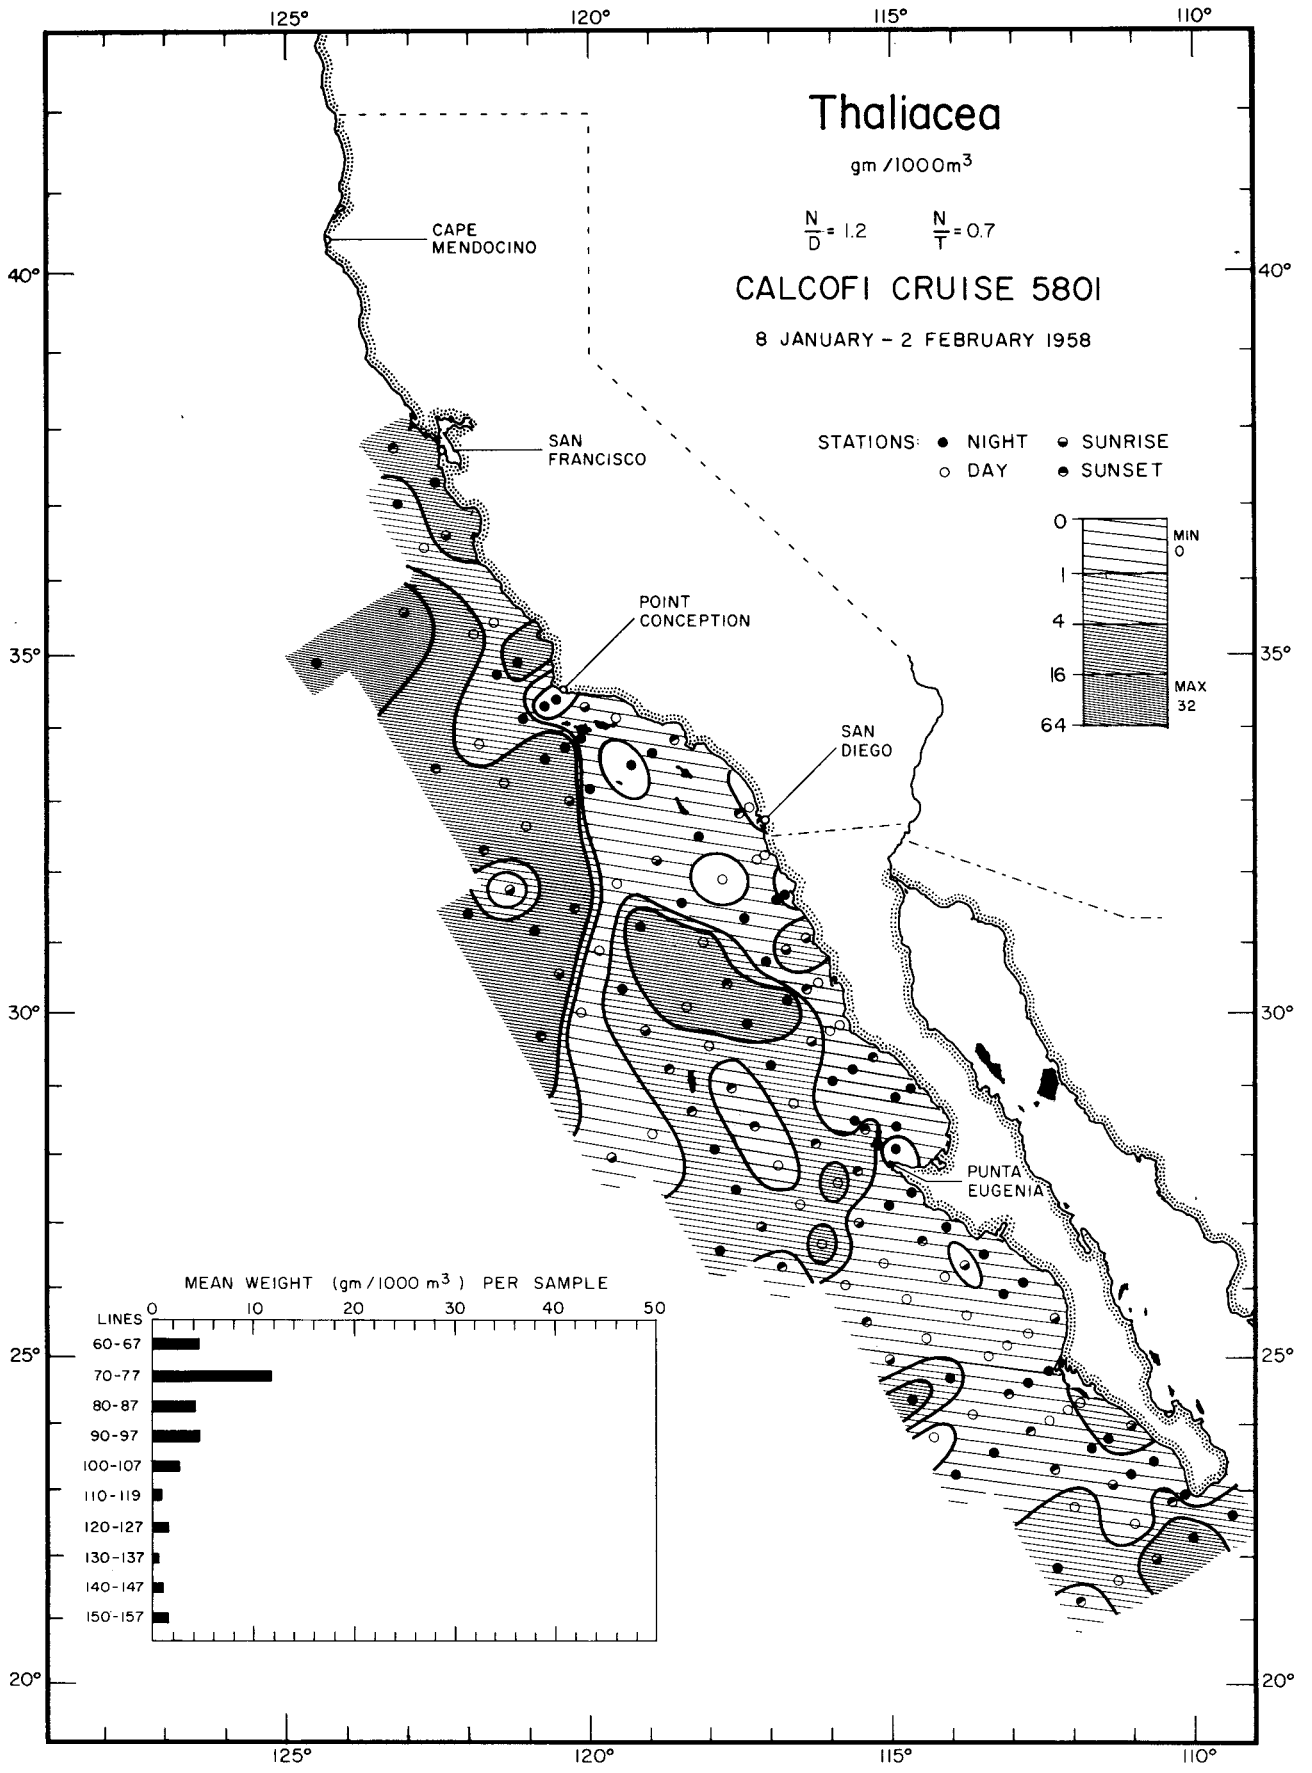 125° 120° 115° 110°
Thaliacea
gm/1000m³
N/D = 1.2 N/T = 0.7
CAPE
MENDOCINO
40° 40°
CALCOFI CRUISE 5801
8 JANUARY – 2 FEBRUARY 1958
SAN
FRANCISCO
STATIONS: ● NIGHT SUNRISE
○ DAY SUNSET
0
MIN
0
1
4
16
MAX
32
64
POINT
CONCEPTION
35° 35°
SAN
DIEGO
30° 30°
PUNTA
EUGENIA
MEAN WEIGHT (gm/1000 m³) PER SAMPLE
0 10 20 30 40 50
LINES
60-67
25° 25°
70-77
80-87
90-97
100-107
110-119
120-127
130-137
140-147
150-157
20° 20°
125° 120° 115° 110°